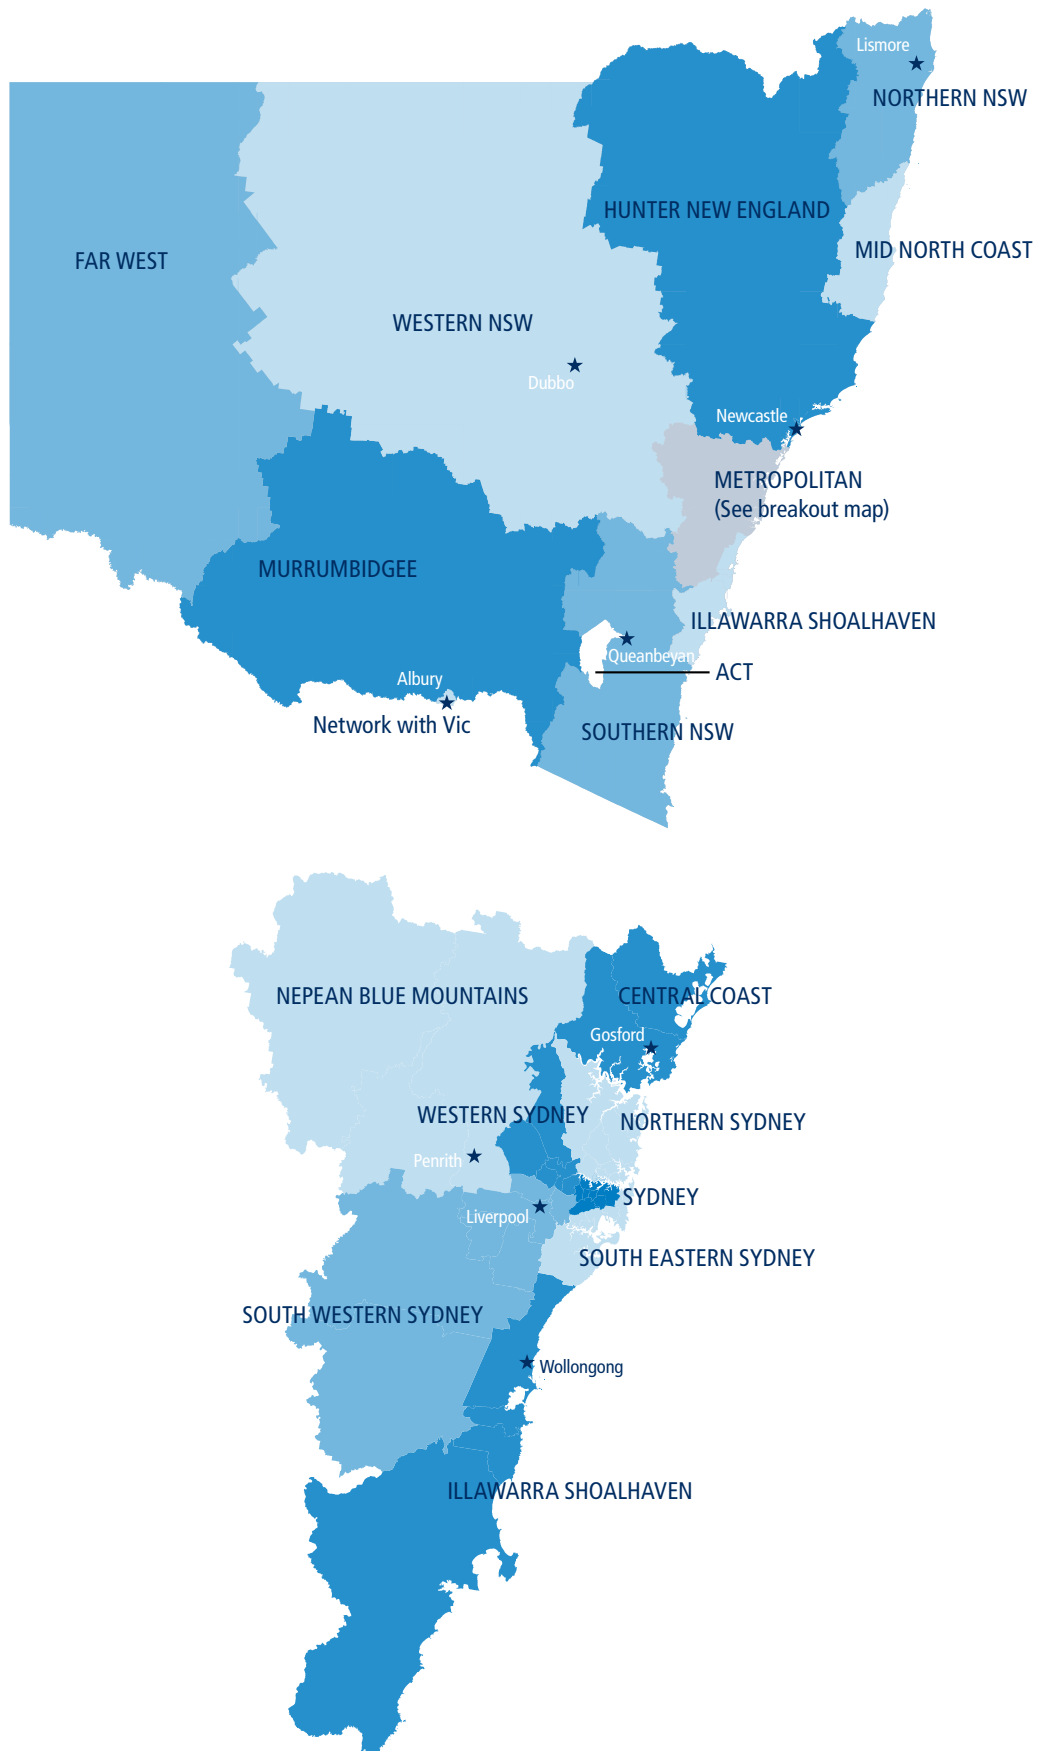 Lismore
NORTHERN NSW
HUNTER NEW ENGLAND
MID NORTH COAST
FAR WEST
WESTERN NSW
Dubbo
Newcastle
METROPOLITAN
(See breakout map)
MURRUMBIDGEE
ILLAWARRA SHOALHAVEN
Queanbeyan
ACT
Albury
Network with Vic
SOUTHERN NSW
NEPEAN BLUE MOUNTAINS
CENTRAL COAST
Gosford
WESTERN SYDNEY
NORTHERN SYDNEY
Penrith
SYDNEY
Liverpool
SOUTH EASTERN SYDNEY
SOUTH WESTERN SYDNEY
Wollongong
ILLAWARRA SHOALHAVEN